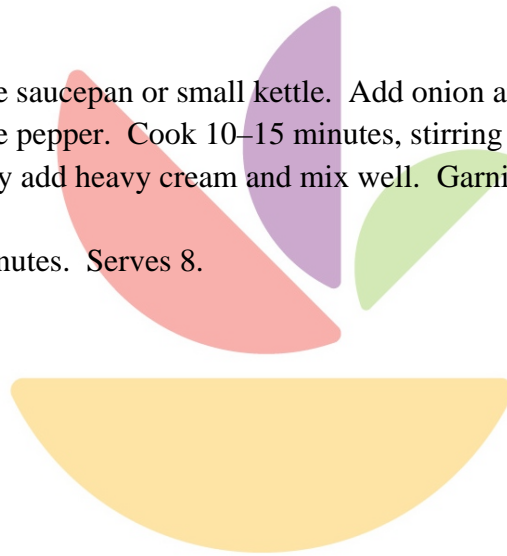 e saucepan or small kettle.  Add onion a
e pepper.  Cook 10–15 minutes, stirring
y add heavy cream and mix well.  Garni
nutes.  Serves 8.